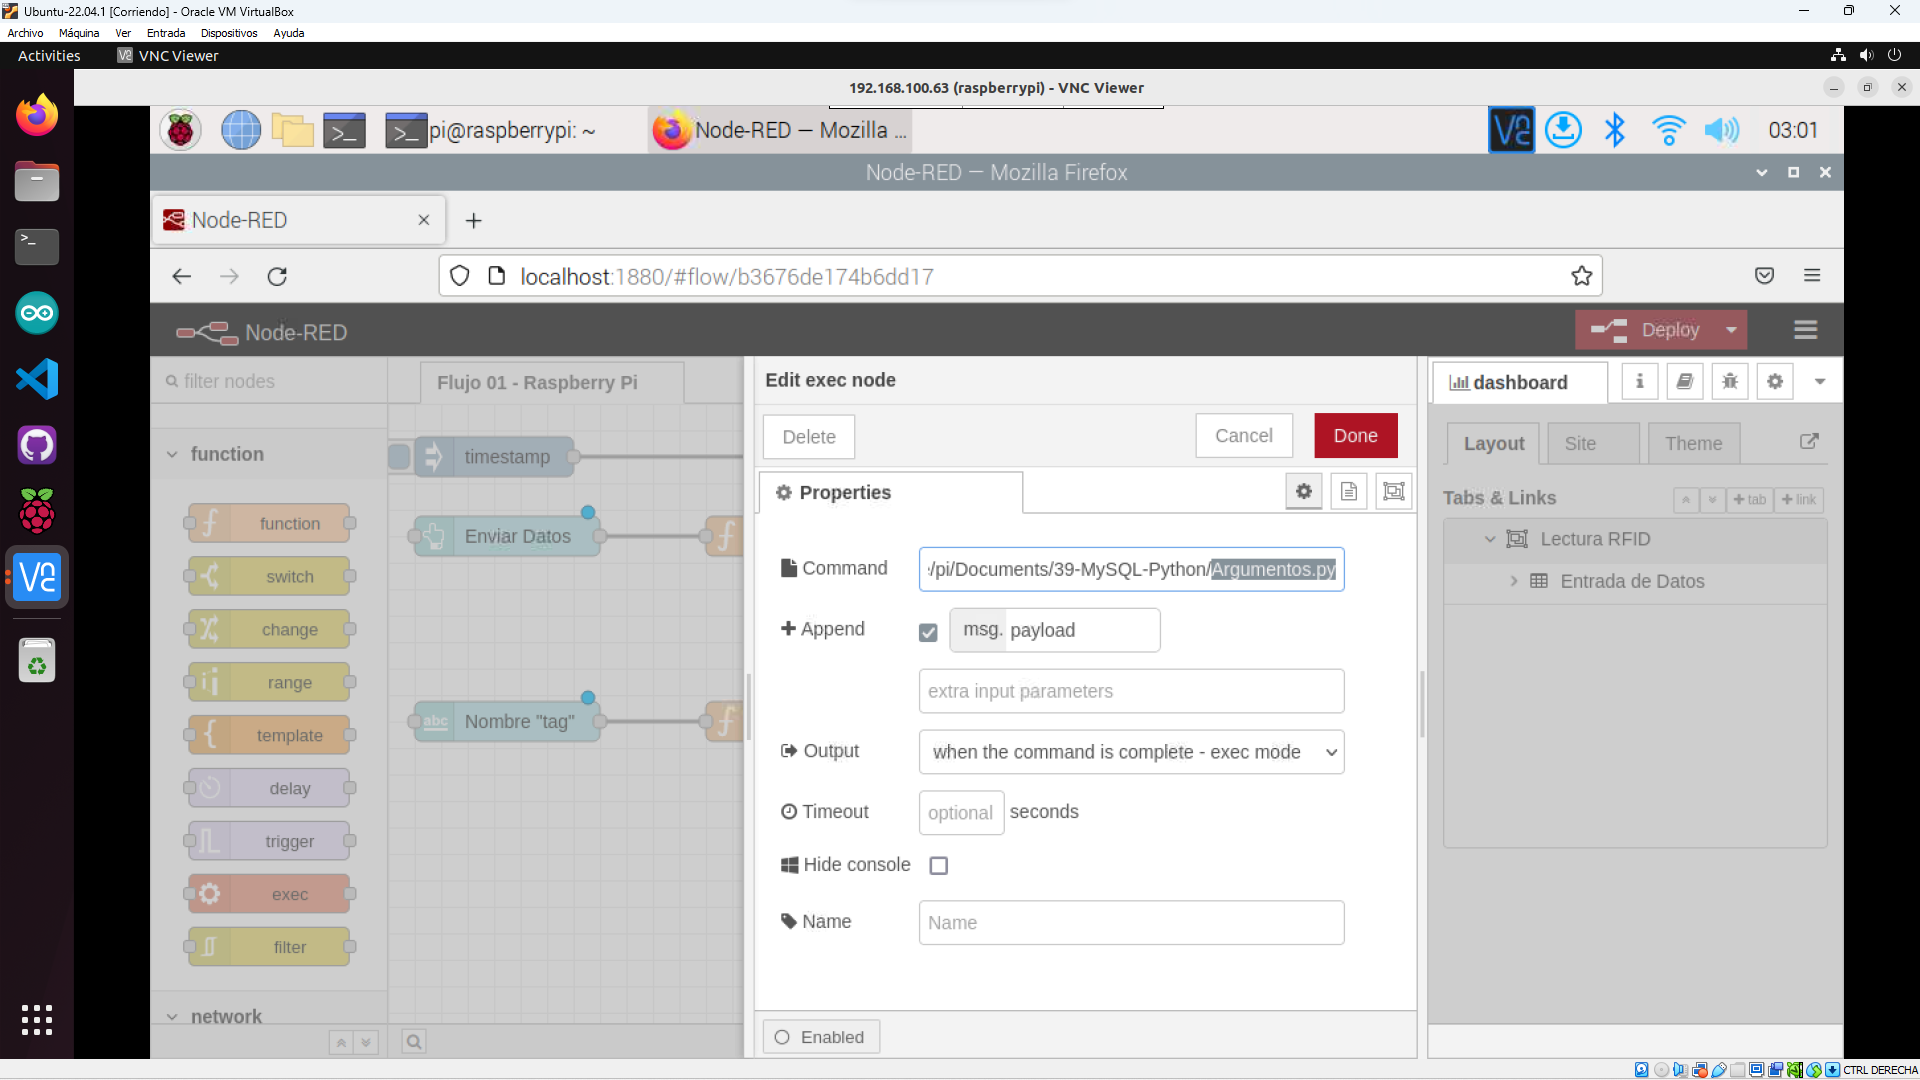 Ubuntu-22.04.1 [Corriendo] - Oracle VM VirtualBox
Archivo Máquina Ver Entrada Dispositivos Ayuda
Activities VNC Viewer
192.168.100.63 (raspberrypi) - VNC Viewer
pi@raspberrypi: ~ Node-RED — Mozilla ... 03:01
Node-RED — Mozilla Firefox
Node-RED
localhost:1880/#flow/b3676de174b6dd17
Node-RED Deploy
filter nodes
Flujo 01 - Raspberry Pi
Edit exec node
dashboard
Delete Cancel Done
Layout Site Theme
function
timestamp
Properties
Tabs & Links
tab
link
function
Enviar Datos
Lectura RFID
Command
/pi/Documents/39-MySQL-Python/Argumentos.py
switch
Entrada de Datos
change
Append
msg. payload
range
extra input parameters
template
abc
Nombre "tag"
Output
when the command is complete - exec mode
delay
Timeout
optional
seconds
trigger
Hide console
exec
Name
Name
filter
network
Enabled
CTRL DERECHA